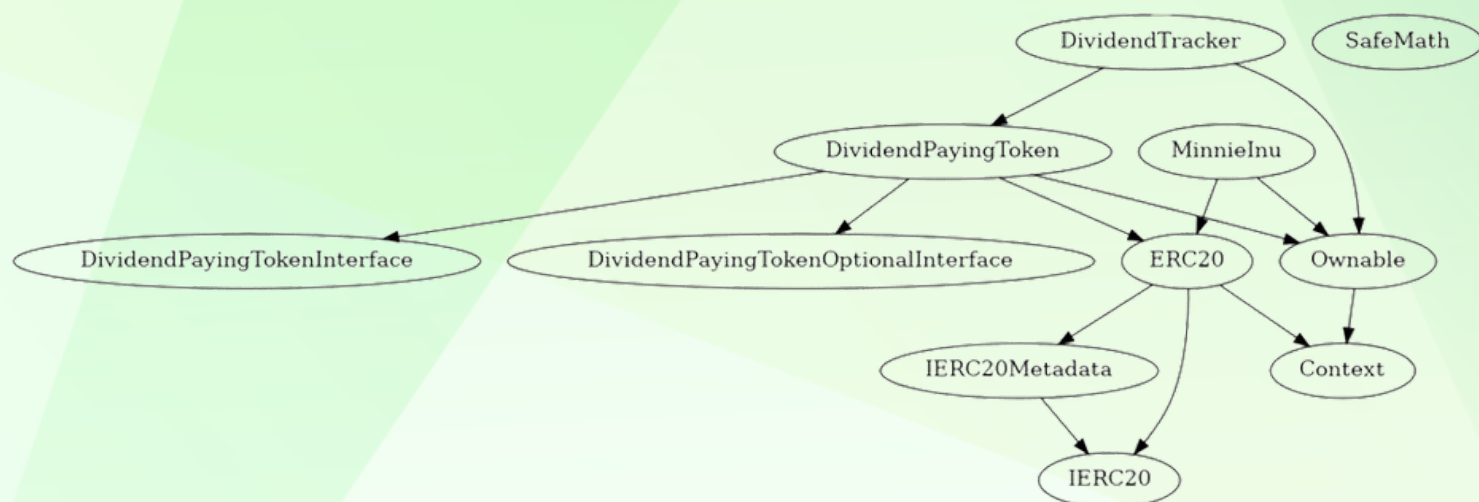 DividendTracker
SafeMath
DividendPayingToken
MinnieInu
DividendPayingTokenInterface
DividendPayingTokenOptionalInterface
ERC20
Ownable
IERC20Metadata
Context
IERC20